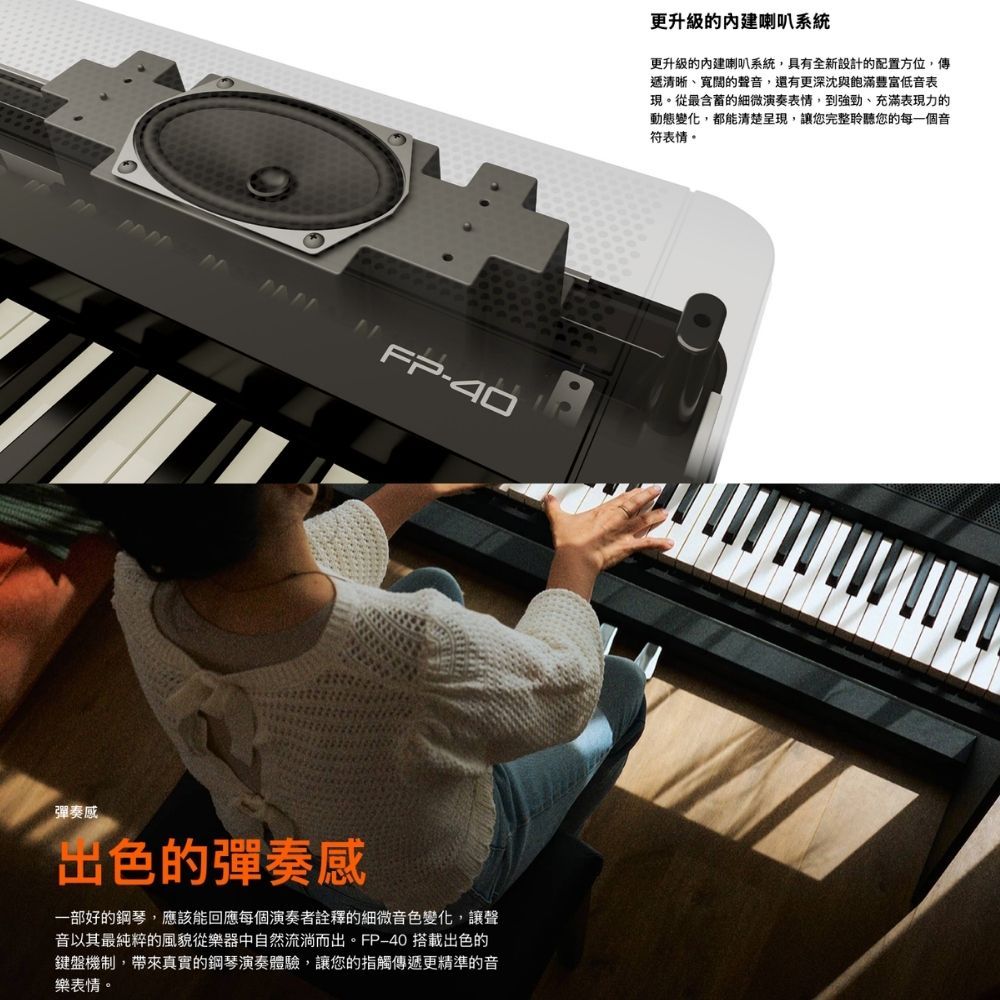 更升級的內建喇叭系統
更升級的內建喇叭系統，具有全新設計的配置方位，傳
遞清晰、寬闊的聲音，還有更深沈與飽滿豐富低音表
現。從最含蓄的細微演奏表情，到強勁、充滿表現力的
動態變化，都能清楚呈現，讓您完整聆聽您的每一個音
符表情。
FP-40
彈奏感
出色的彈奏感
一部好的鋼琴，應該能回應每個演奏者詮釋的細微音色變化，讓聲
音以其最純粹的風貌從樂器中自然流淌而出。FP-40 搭載出色的
鍵盤機制，帶來真實的鋼琴演奏體驗，讓您的指觸傳遞更精準的音
樂表情。